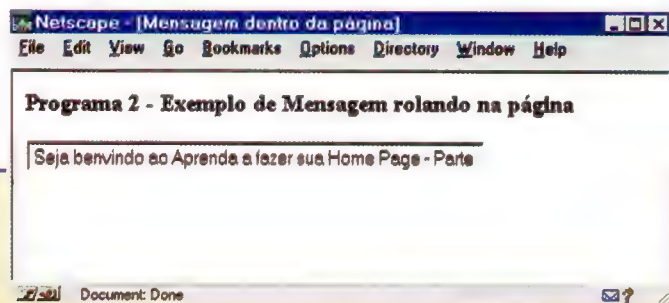 Netscape - [Mensagem dentro da página]
File Edit View Go Bookmarks Options Directory Window Help
Programa 2 - Exemplo de Mensagem rolando na página
Seja benvindo ao Aprenda a fazer sua Home Page - Parte
Document: Done